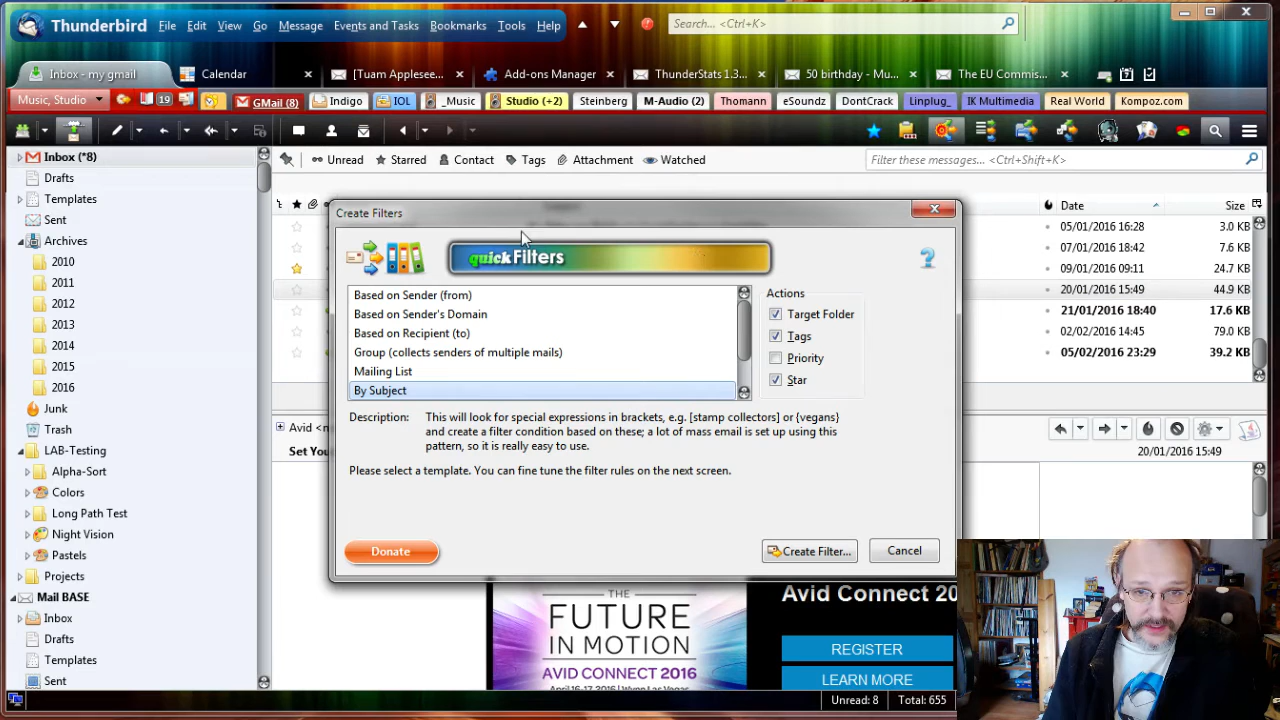 Thunderbird File Edit View Go Message Events and Tasks Bookmarks Tools Help Search... <Ctrl+K>
Inbox - my gmail Calendar [Tuam Applesee... Add-ons Manager ThunderStats 1.3... 50 birthday - Mu... The EU Commis...
Music, Studio 19 GMail (8) Indigo IOL _Music Studio (+2) Steinberg M-Audio (2) Thomann eSoundz DontCrack Linplug_ IK Multimedia Real World Kompoz.com
Inbox (*8) Unread Starred Contact Tags Attachment Watched Filter these messages... <Ctrl+Shift+K>
Drafts
Templates
Sent
Archives
2010
2011
2012
2013
2014
2015
2016
Junk
Trash
LAB-Testing
Alpha-Sort
Colors
Long Path Test
Night Vision
Pastels
Projects
Mail BASE
Inbox
Drafts
Templates
Sent
Date Size
05/01/2016 16:28 3.0 KB
07/01/2016 18:42 7.6 KB
09/01/2016 09:11 24.7 KB
20/01/2016 15:49 44.9 KB
21/01/2016 18:40 17.6 KB
02/02/2016 14:45 79.0 KB
05/02/2016 23:29 39.2 KB
Create Filters
quickFilters
Based on Sender (from)
Based on Sender's Domain
Based on Recipient (to)
Group (collects senders of multiple mails)
Mailing List
By Subject
Actions
Target Folder
Tags
Priority
Star
Description: This will look for special expressions in brackets, e.g. [stamp collectors] or {vegans}
and create a filter condition based on these; a lot of mass email is set up using this
pattern, so it is really easy to use.
Please select a template. You can fine tune the filter rules on the next screen.
Donate Create Filter... Cancel
Avid <n
Set You
20/01/2016 15:49
THE
FUTURE
IN MOTION
AVID CONNECT 2016
April 16-17, 2016 | Wynn Las Vegas
Avid Connect 20
REGISTER
LEARN MORE
Unread: 8 Total: 655